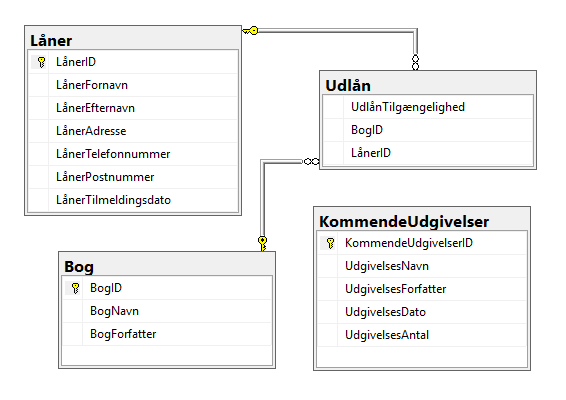 Låner
LånerID
LånerFornavn
LånerEfternavn
LånerAdresse
LånerTelefonnummer
LånerPostnummer
LånerTilmeldingsdato
Udlån
UdlånTilgængelighed
BogID
LånerID
KommendeUdgivelser
KommendeUdgivelserID
UdgivelsesNavn
UdgivelsesForfatter
UdgivelsesDato
UdgivelsesAntal
Bog
BogID
BogNavn
BogForfatter